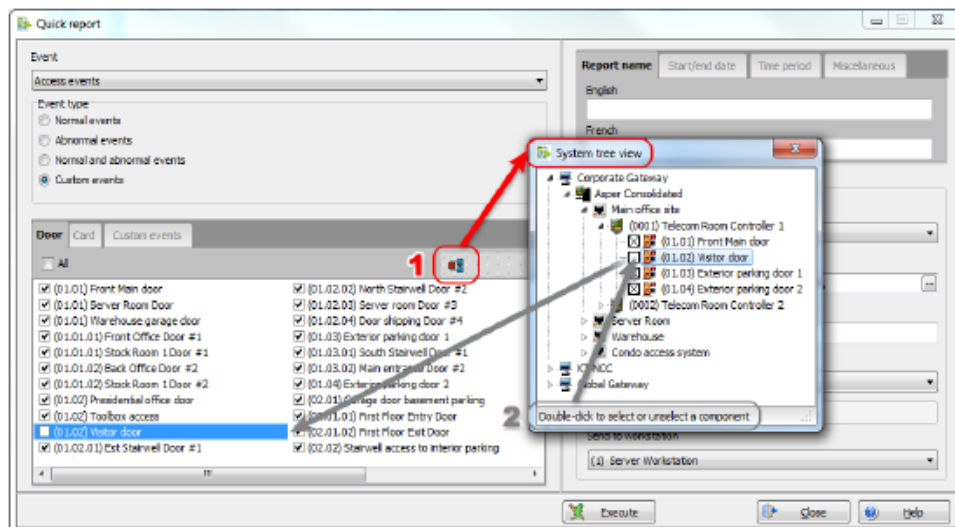 Quick report
Event
Access events
Event type
Normal events
Abnormal events
Normal and abnormal events
Custom events
Door Card Custom events
All
1
(01.01) Front Main door
(01.01) Server Room Door
(01.01) Warehouse garage door
(01.01.01) Front Office Door #1
(01.01.01) Stock Room 1 Door #1
(01.02.02) Back Office Door #2
(01.02.02) Stock Room 1 Door #2
(01.02) Presidential office door
(01.02) Toolbox access
(01.02) Visitor door
(01.02.01) Est Stairwell Door #1
(01.02.02) North Stairwell Door #2
(01.02.03) Server room Door #3
(01.02.04) Door shipping Door #4
(01.03) Exterior parking door 1
(01.03.01) South Stairwell Door #1
(01.03.02) Main entrance Door #2
(01.04) Exterior parking door 2
(02.01) Garage door basement parking
First Floor Entry Door
(02.01.02) First Floor Exit Door
(02.02) Stairwell access to interior parking
Report name Start/end date Time period Miscellaneous
English
French
System tree view
Corporate Gateway
Asper Consolidated
Main office site
(0001) Telecom Room Controller 1
(01.01) Front Main door
(01.02) Visitor door
(01.03) Exterior parking door 1
(01.04) Exterior parking door 2
(0002) Telecom Room Controller 2
Server Room
Warehouse
Condo access system
Global Gateway
2
Double-click to select or unselect a component
Send to workstation
(1) Server Workstation
Execute
Close
Help